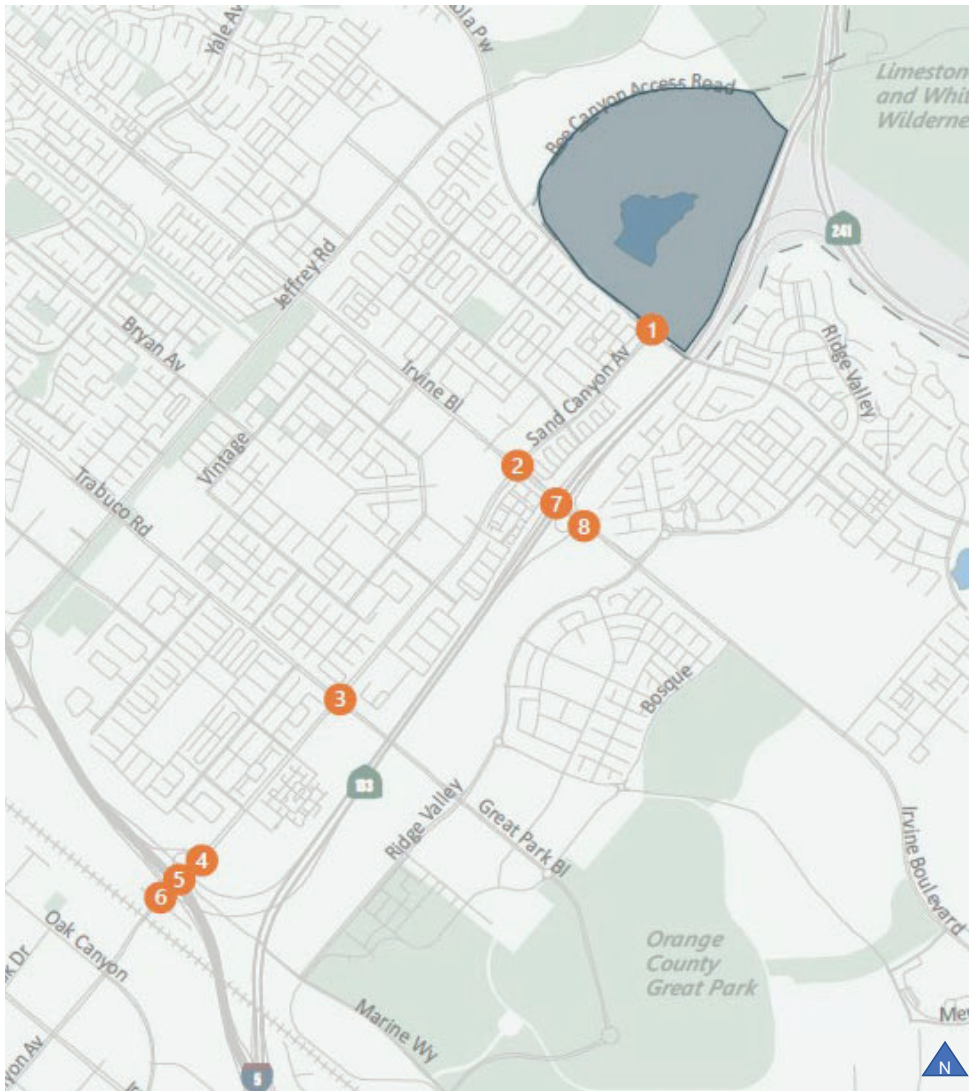 Yale Av
Bee Canyon Access Road
Limeston
and Whit
Wilderne
241
Jeffrey Rd
1
Ridge Valley
Bryan Av
Irvine Bl
Sand Canyon Av
Vintage
2
7
8
Trabuco Rd
Bosque
3
133
Ridge Valley
Great Park Bl
Irvine Boulevard
4
5
6
Oak Canyon
Orange
County
Great Park
Marine Wy
yon Av
5
N